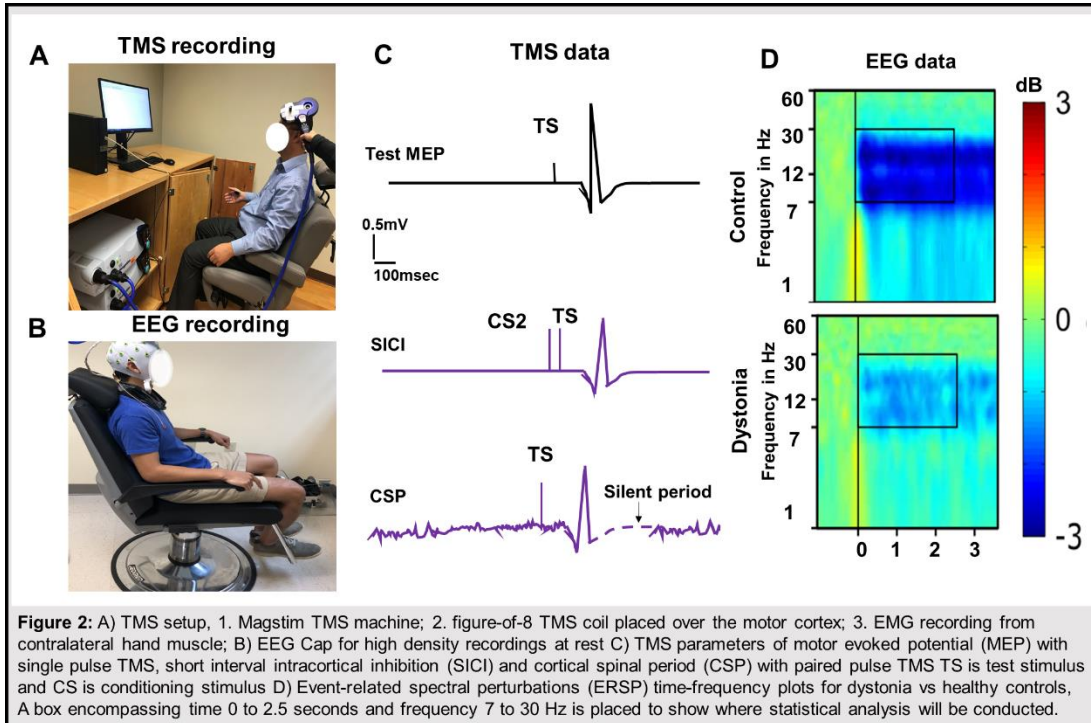 A
TMS recording
B
EEG recording
C
TMS data
TS
Test MEP
0.5mV
100msec
CS2 TS
SICI
TS
CSP
Silent period
D
EEG data
dB
3
0
-3
Control
Frequency in Hz
60
30
12
7
1
Dystonia
Frequency in Hz
60
30
12
7
1
0 1 2 3
Figure 2: A) TMS setup, 1. Magstim TMS machine; 2. figure-of-8 TMS coil placed over the motor cortex; 3. EMG recording from
contralateral hand muscle; B) EEG Cap for high density recordings at rest C) TMS parameters of motor evoked potential (MEP) with
single pulse TMS, short interval intracortical inhibition (SICI) and cortical spinal period (CSP) with paired pulse TMS TS is test stimulus
and CS is conditioning stimulus D) Event-related spectral perturbations (ERSP) time-frequency plots for dystonia vs healthy controls,
A box encompassing time 0 to 2.5 seconds and frequency 7 to 30 Hz is placed to show where statistical analysis will be conducted.